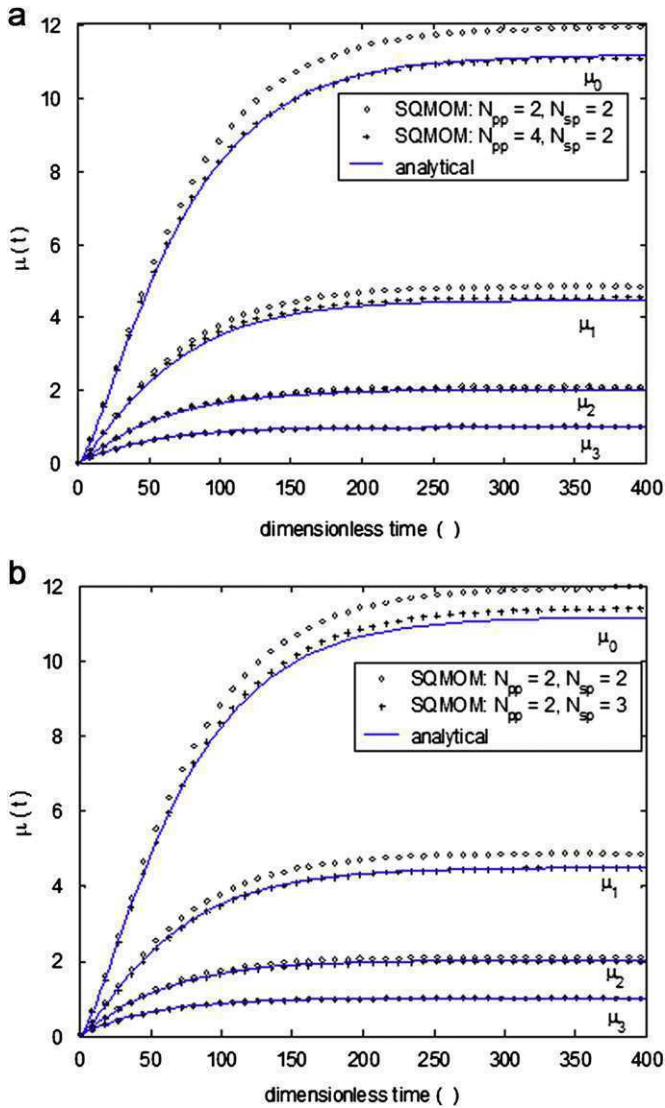 a
12
10
8
6
4
2
0
μ(t)
μ₀
SQMOM: Nₚₚ = 2, Nₛₚ = 2
SQMOM: Nₚₚ = 4, Nₛₚ = 2
analytical
μ₁
μ₂
μ₃
0 50 100 150 200 250 300 350 400
dimensionless time ( )
b
12
10
8
6
4
2
0
μ(t)
μ₀
SQMOM: Nₚₚ = 2, Nₛₚ = 2
SQMOM: Nₚₚ = 2, Nₛₚ = 3
analytical
μ₁
μ₂
μ₃
0 50 100 150 200 250 300 350 400
dimensionless time ( )